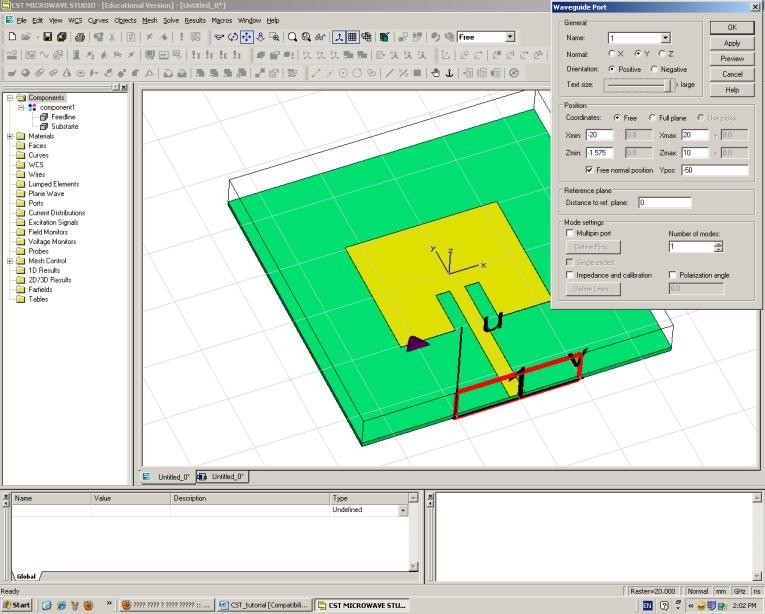 CST MICROWAVE STUDIO - [Educational Version] - [Untitled_0*]
File Edit View WCS Curves Objects Mesh Solve Results Macros Window Help
Free
Components
component1
Feedline
Substarte
Materials
Faces
Curves
WCS
Wires
Lumped Elements
Plane Wave
Ports
Current Distributions
Excitation Signals
Field Monitors
Voltage Monitors
Probes
Mesh Control
1D Results
2D/3D Results
Farfields
Tables
y z x
U
V
1
Waveguide Port
General
Name: 1
Normal: X Y Z
Orientation: Positive Negative
Text size: large
OK
Apply
Preview
Cancel
Help
Position
Coordinates: Free Full plane Use picks
Xmin: -20 - 0.0 Xmax: 20 + 0.0
Zmin: -1.575 - 0.0 Zmax: 10 + 0.0
Free normal position Ypos: -50
Reference plane
Distance to ref. plane: 0
Mode settings
Multipin port
Define Pins...
Single-ended
Impedance and calibration
Define Lines...
Number of modes:
1
Polarization angle
0.0
Untitled_0* Untitled_0*
Name Value Description Type
Undefined
Global
Ready
Raster=20.000 Normal mm GHz ns
Start
???? ???? ? ???? ????? :: ...
CST_tutorial [Compatibili...
CST MICROWAVE STU...
EN
2:02 PM